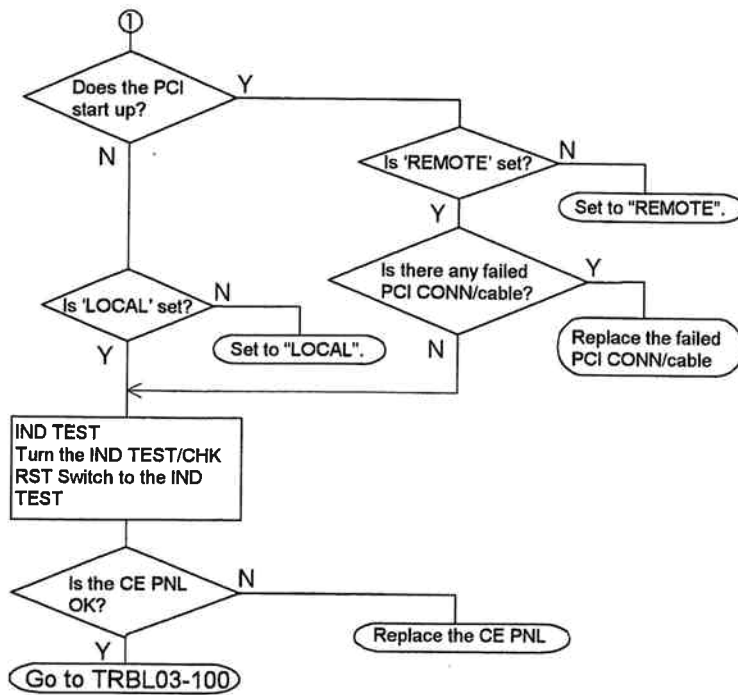 ①
Does the PCI
start up?
Y
N
Is 'REMOTE' set?
N
Set to "REMOTE".
Y
Is there any failed
PCI CONN/cable?
Y
Replace the failed
PCI CONN/cable
N
Is 'LOCAL' set?
N
Set to "LOCAL".
Y
IND TEST
Turn the IND TEST/CHK
RST Switch to the IND
TEST
Is the CE PNL
OK?
N
Replace the CE PNL
Y
Go to TRBL03-100